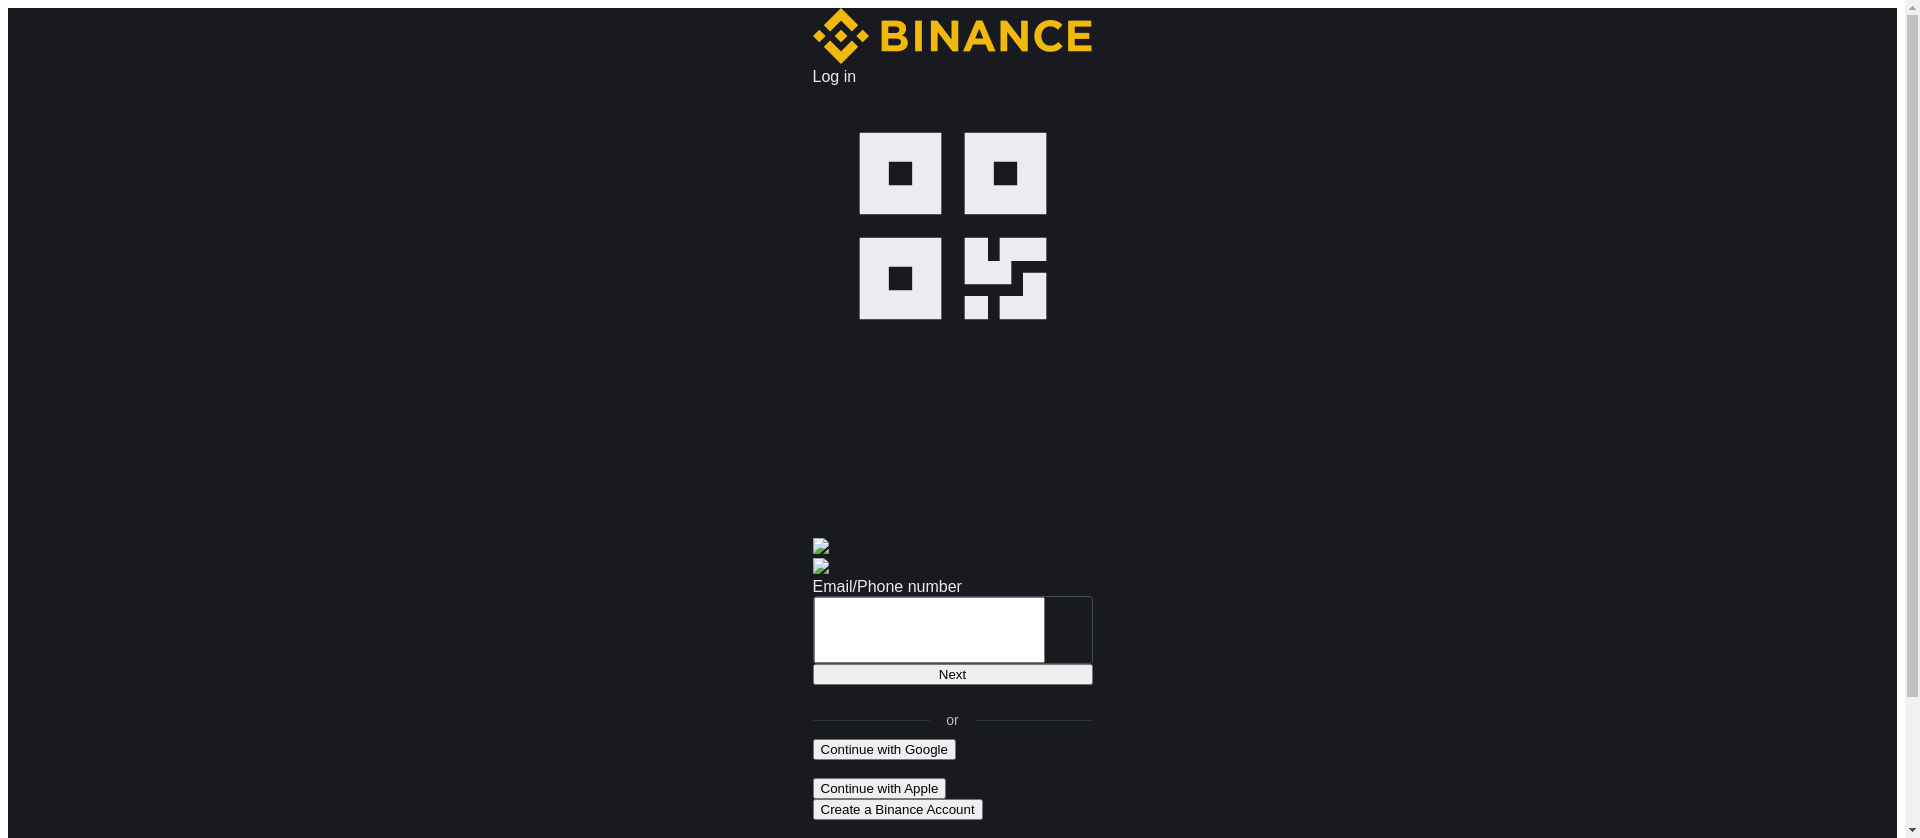 BINANCE
Log in
Email/Phone number
Next
or
Continue with Google
Continue with Apple
Create a Binance Account